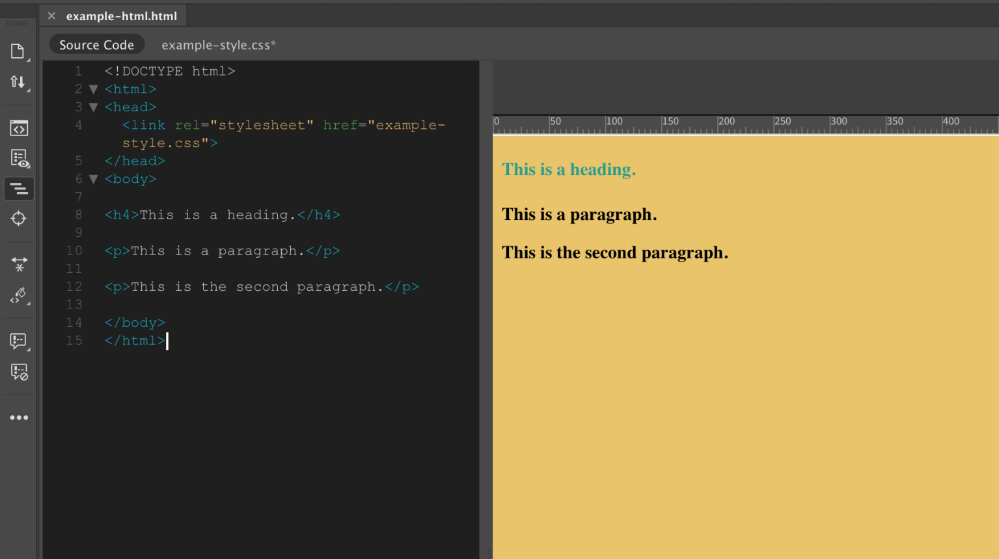 example-html.html
Source Code example-style.css*
1 <!DOCTYPE html>
2 <html>
3 <head>
4 <link rel="stylesheet" href="example-
style.css">
5 </head>
6 <body>
7
8 <h4>This is a heading.</h4>
9
10 <p>This is a paragraph.</p>
11
12 <p>This is the second paragraph.</p>
13
14 </body>
15 </html>
0 50 100 150 200 250 300 350 400
This is a heading.
This is a paragraph.
This is the second paragraph.